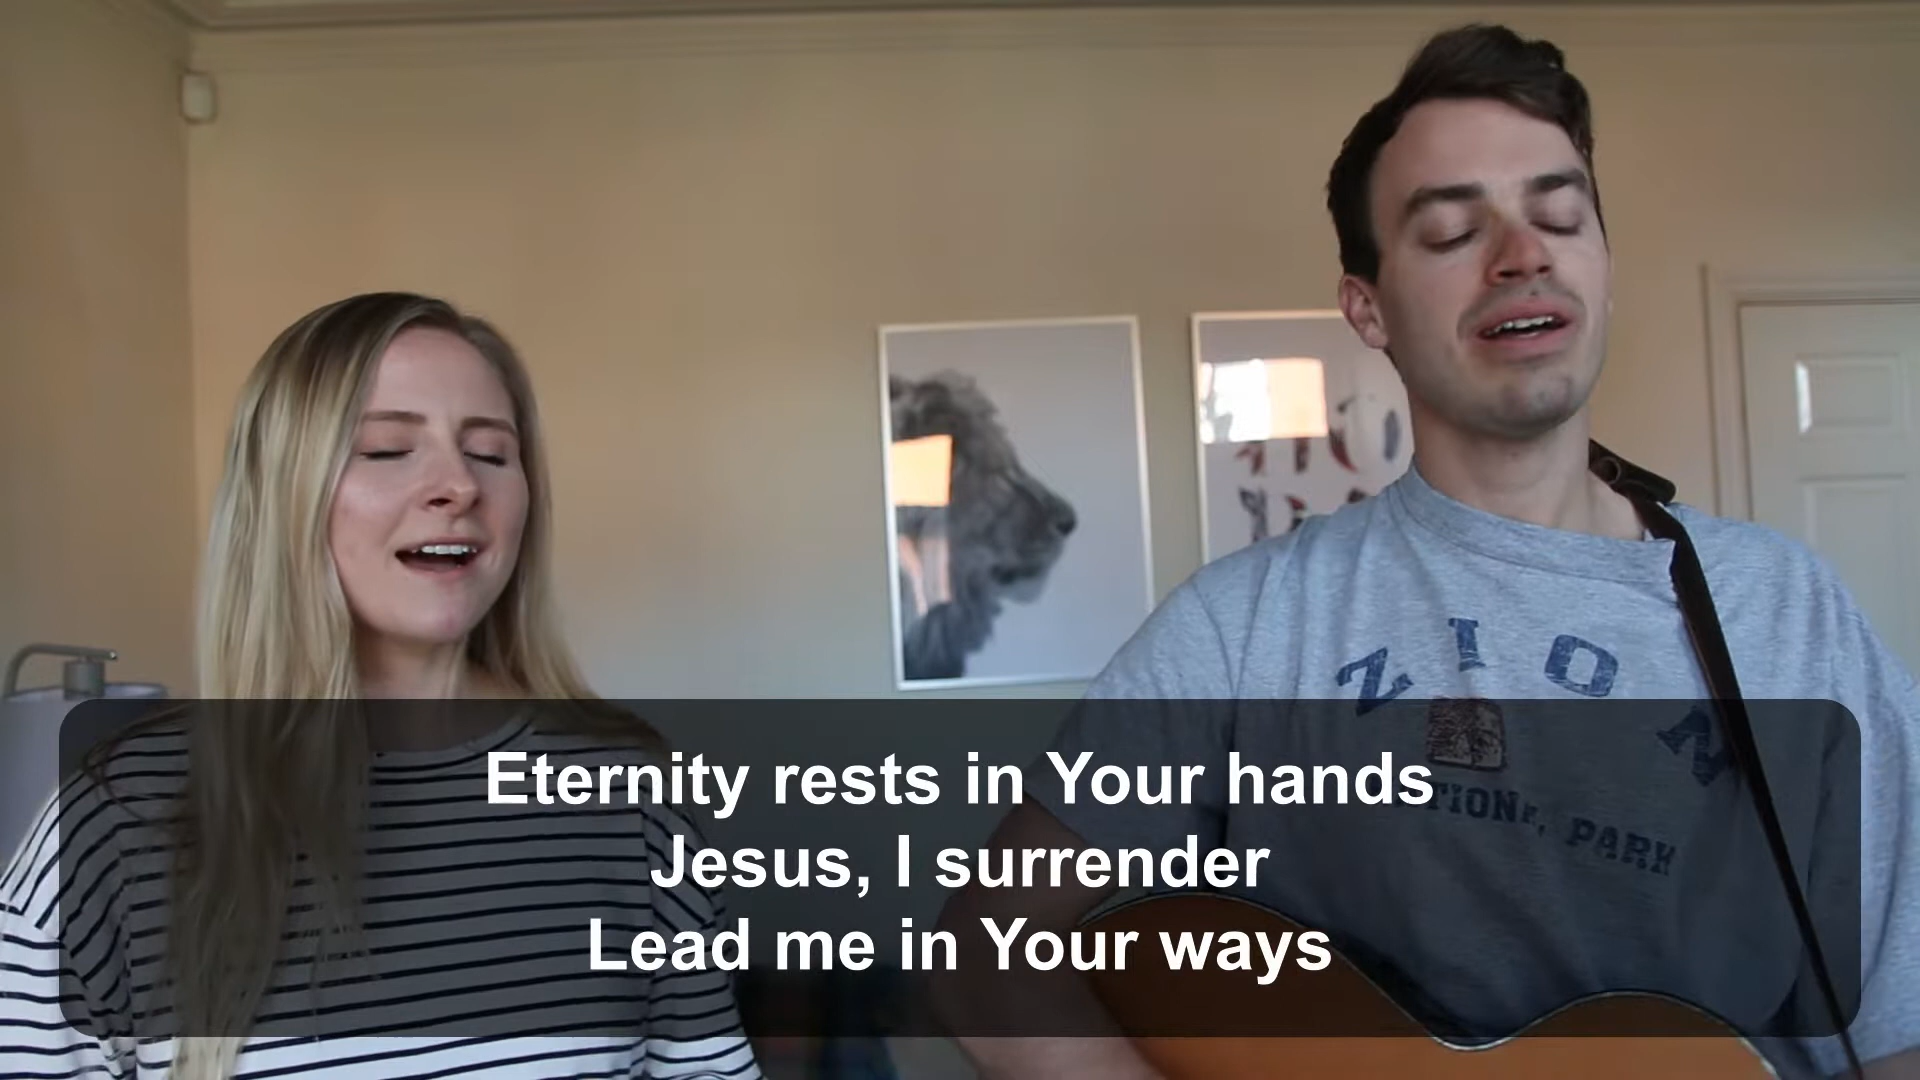 ZION
PARK
Eternity rests in Your hands
Jesus, I surrender
Lead me in Your ways